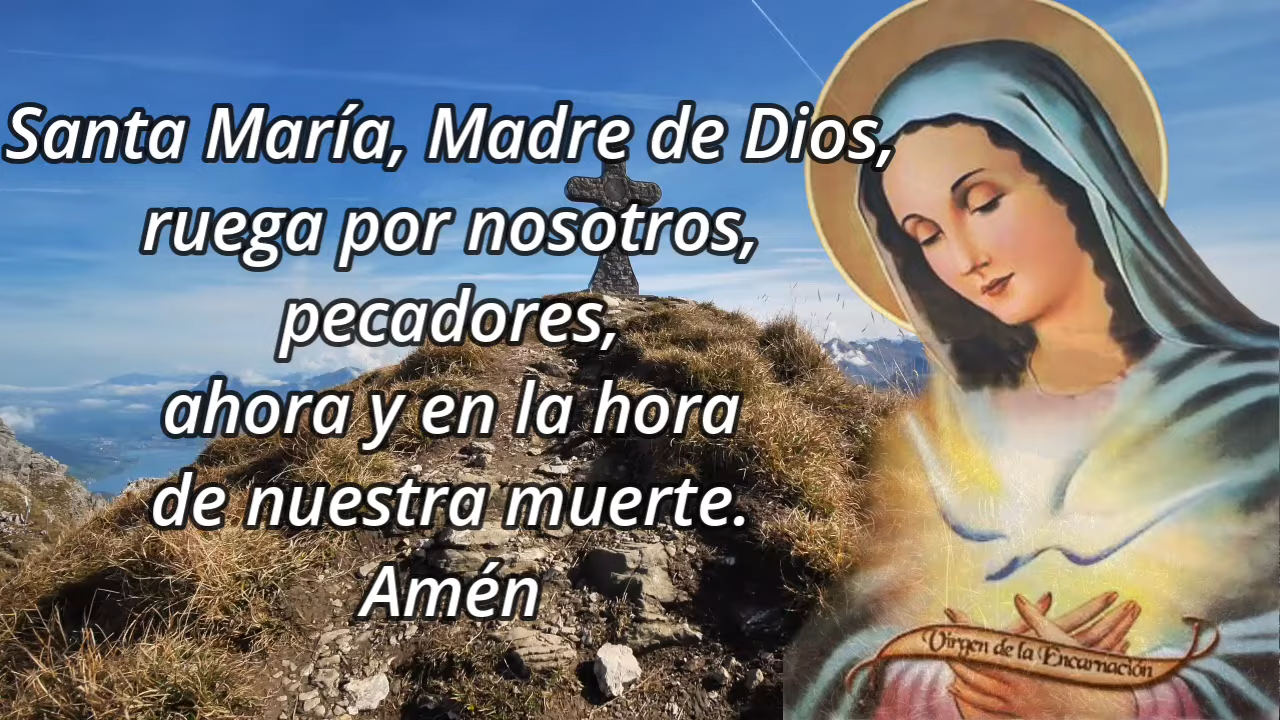 Santa María, Madre de Dios,
ruega por nosotros,
pecadores,
ahora y en la hora
de nuestra muerte.
Amén
Virgen de la Encarnación